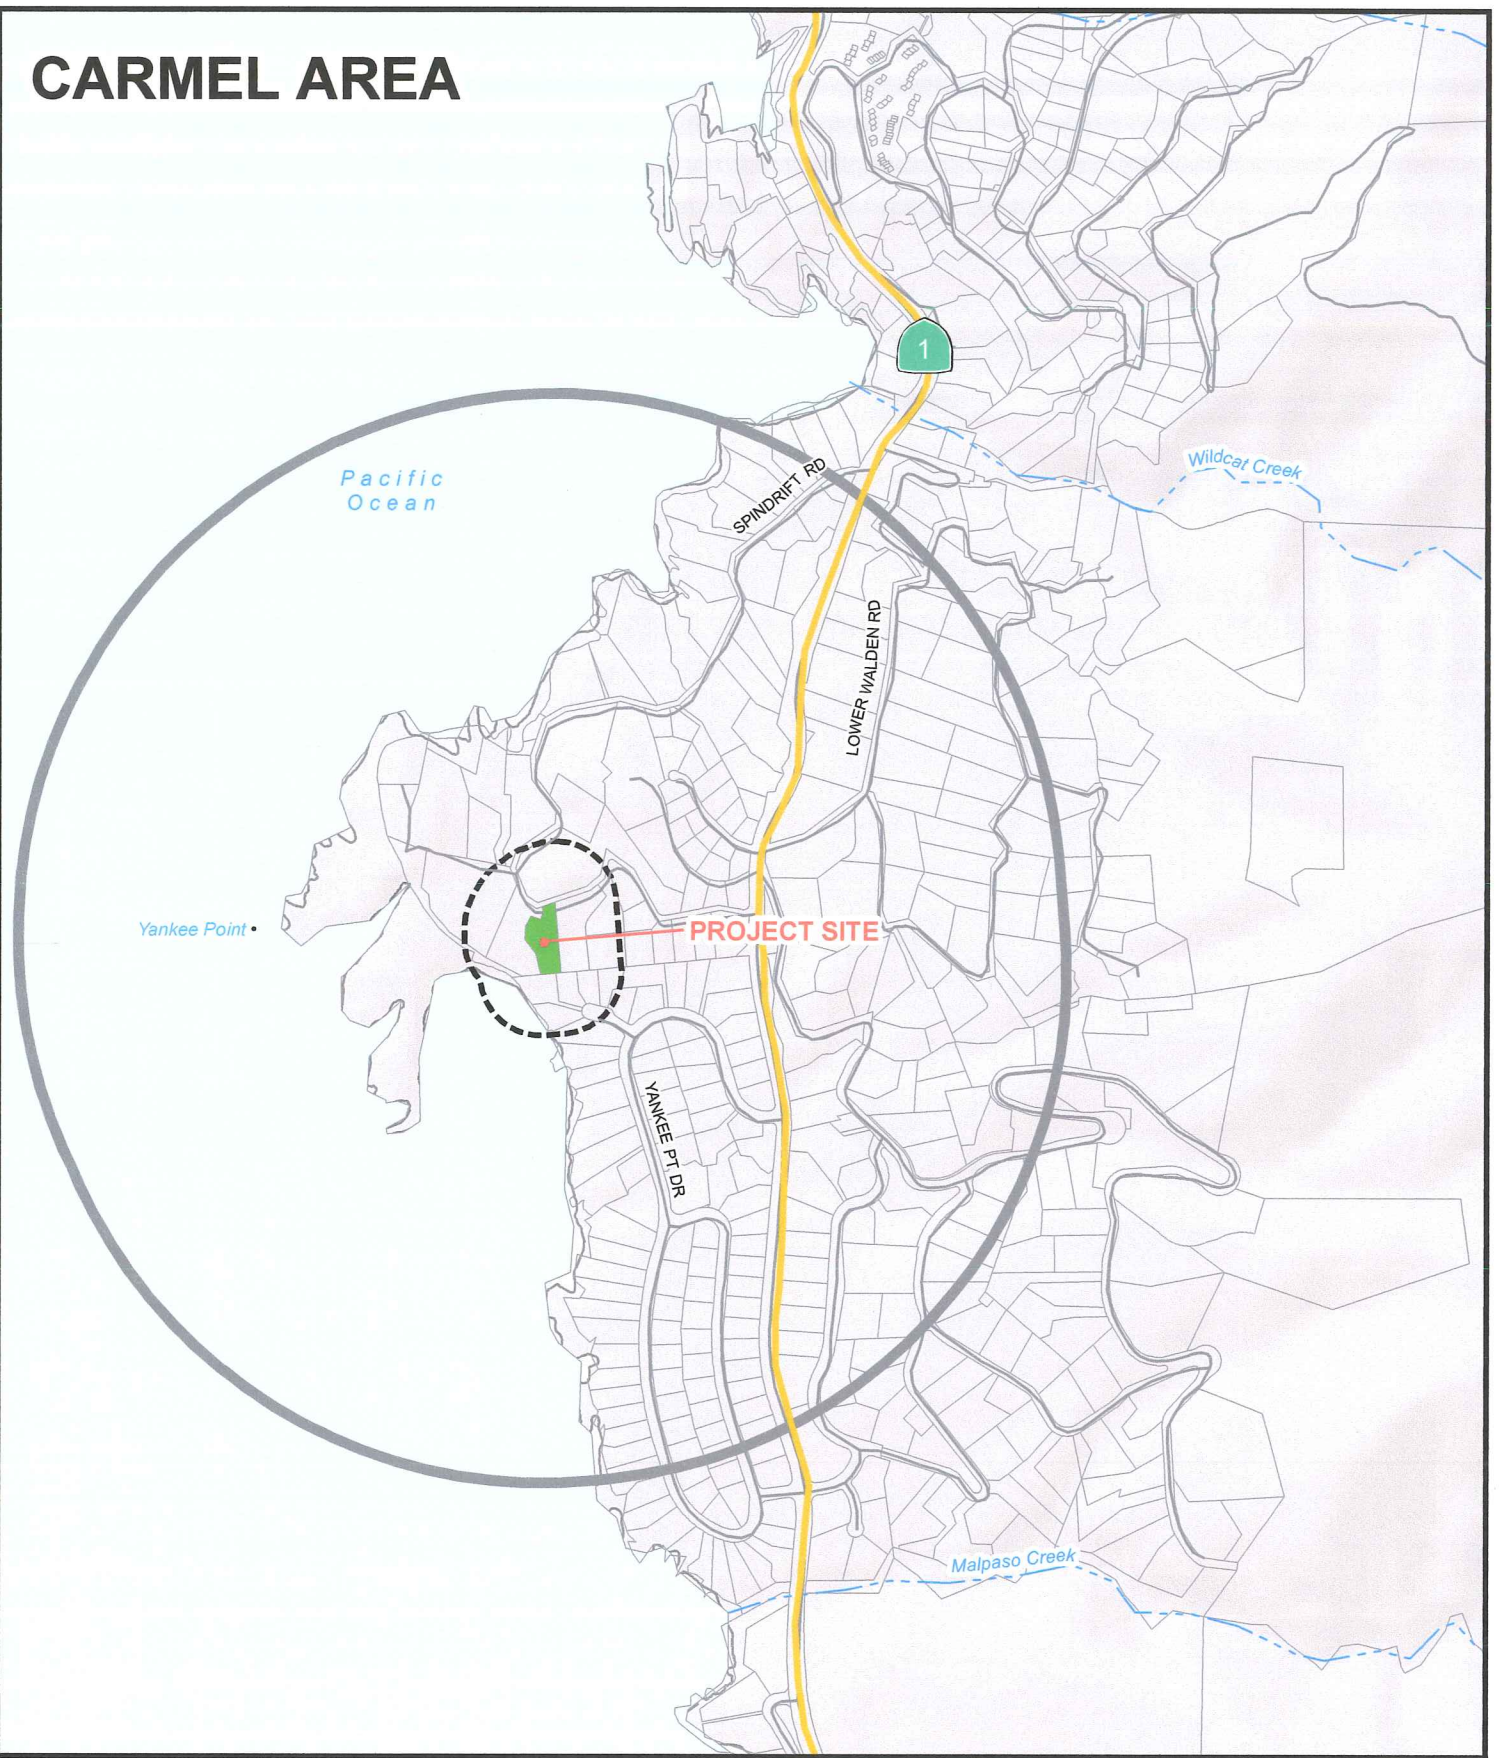 CARMEL AREA
1
Wildcat Creek
Pacific
Ocean
SPINDRIFT RD
LOWER WALDEN RD
Yankee Point
PROJECT SITE
YANKEE PT DR
Malpaso Creek